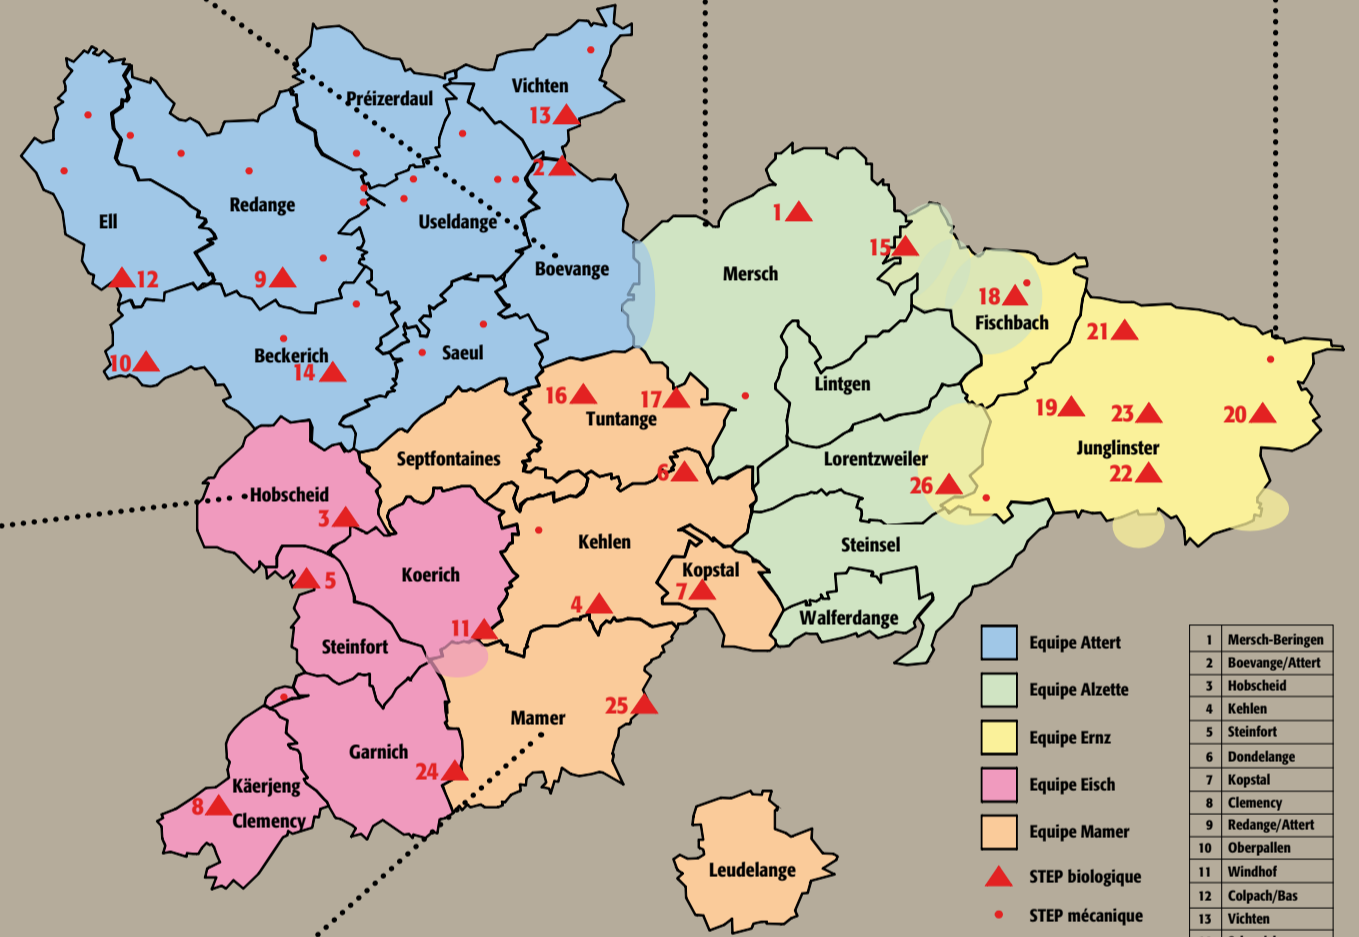 Préizerdaul
Vichten
13
2
Ell
12
Redange
9
Useldange
Boevange
10
Beckerich
14
Saeul
Mersch
1
15
18
Fischbach
21
Lintgen
19
23
20
Junglinster
22
Lorentzweiler
26
16
17
Tuntange
Septfontaines
6
Hobscheid
3
5
Koerich
Kehlen
4
Kopstal
7
Steinsel
Walferdange
11
Steinfort
Mamer
25
Garnich
24
Käerjeng
8
Clemency
Leudelange
Equipe Attert
Equipe Alzette
Equipe Ernz
Equipe Eisch
Equipe Mamer
STEP biologique
STEP mécanique
1 Mersch-Beringen
2 Boevange/Attert
3 Hobscheid
4 Kehlen
5 Steinfort
6 Dondelange
7 Kopstal
8 Clemency
9 Redange/Attert
10 Oberpallen
11 Windhof
12 Colpach/Bas
13 Vichten